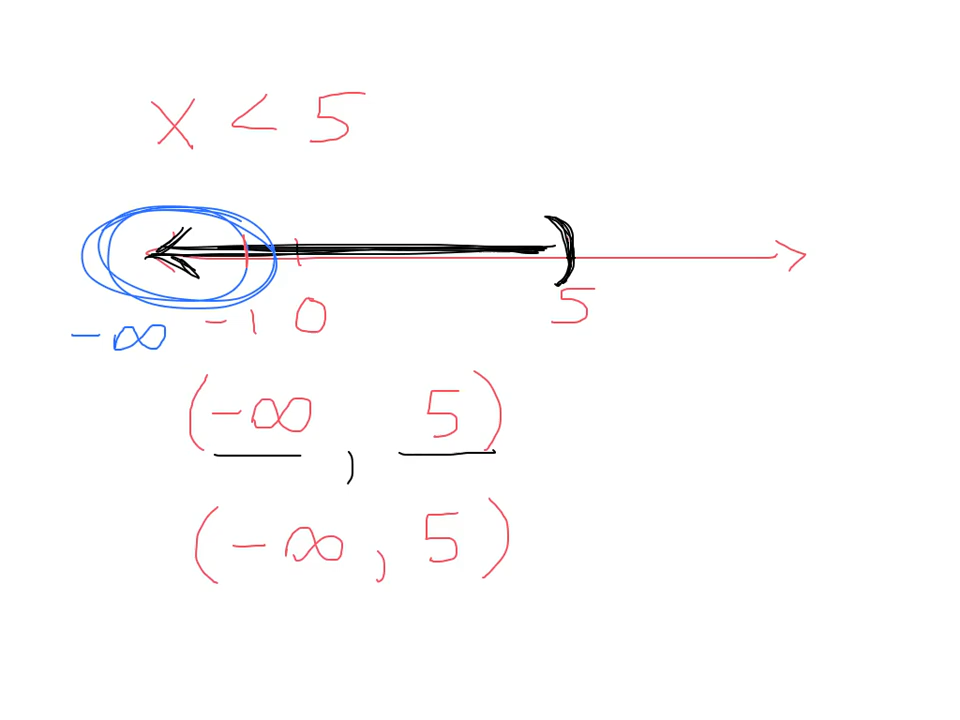 x < 5
-1 0 5
-∞
(-∞ , 5)
(-∞, 5)